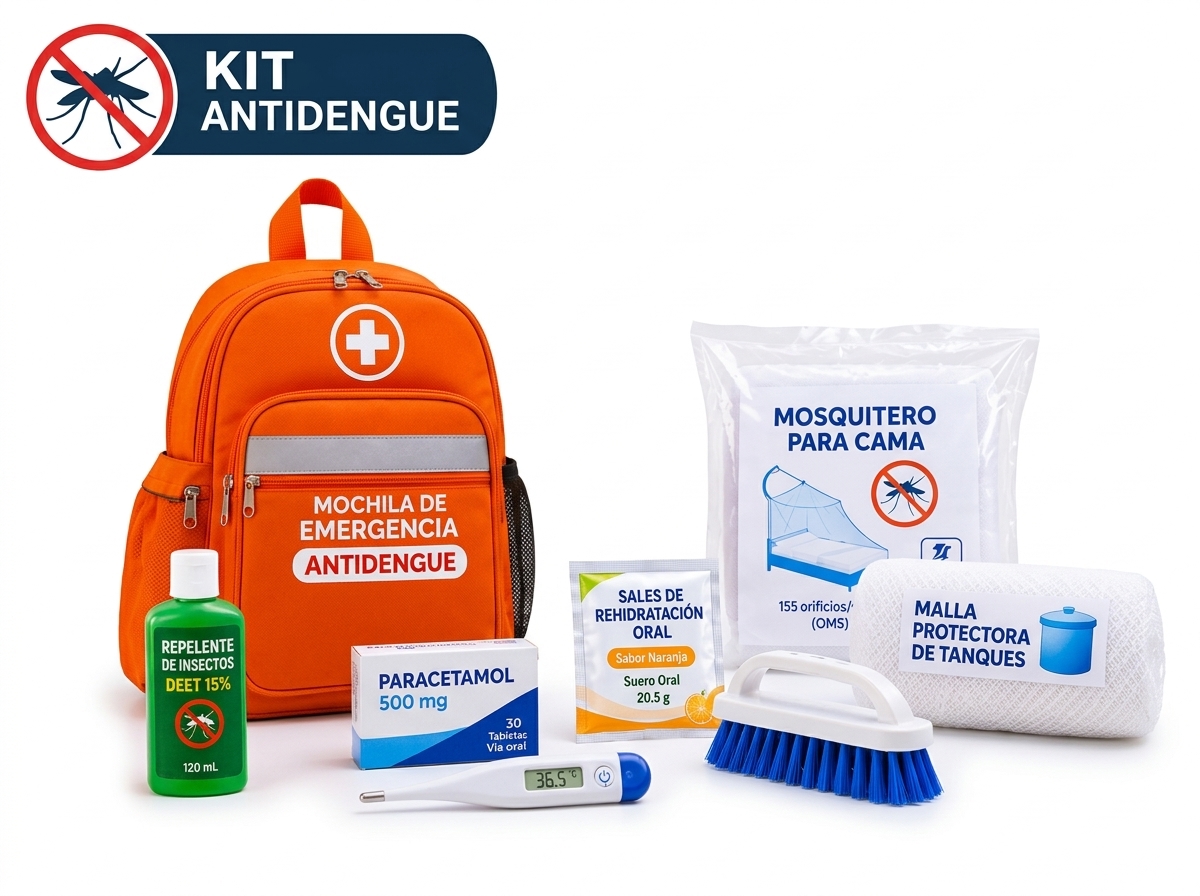 KIT
ANTIDENGUE
MOCHILA DE
EMERGENCIA
ANTIDENGUE
REPELENTE
DE INSECTOS
DEET 15%
120 mL
PARACETAMOL
500 mg
30
Tabletas
Via oral
36.5 °C
SALES DE
REHIDRATACIÓN
ORAL
Sabor Naranja
Suero Oral
20.5 g
MOSQUITERO
PARA CAMA
155 orificios/
(OMS)
MALLA
PROTECTORA
DE TANQUES